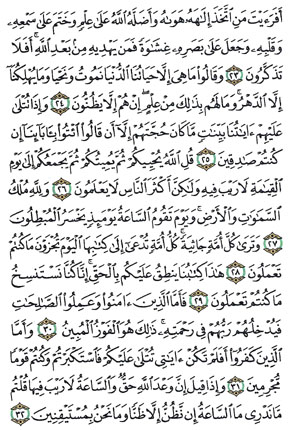 أَفَرَءَيْتَ مَنِ ٱتَّخَذَ إِلَٰهَهُۥ هَوَىٰهُ وَأَضَلَّهُ ٱللَّهُ عَلَىٰ عِلْمٍ وَخَتَمَ عَلَىٰ سَمْعِهِۦ
وَقَلْبِهِۦ وَجَعَلَ عَلَىٰ بَصَرِهِۦ غِشَٰوَةً فَمَن يَهْدِيهِ مِنۢ بَعْدِ ٱللَّهِ ۚ أَفَلَا
تَذَكَّرُونَ ٢٣ وَقَالُوا۟ مَا هِىَ إِلَّا حَيَاتُنَا ٱلدُّنْيَا نَمُوتُ وَنَحْيَا وَمَا يُهْلِكُنَآ
إِلَّا ٱلدَّهْرُ ۚ وَمَا لَهُم بِذَٰلِكَ مِنْ عِلْمٍ ۖ إِنْ هُمْ إِلَّا يَظُنُّونَ ٢٤ وَإِذَا تُتْلَىٰ
عَلَيْهِمْ ءَايَٰتُنَا بَيِّنَٰتٍ مَّا كَانَ حُجَّتَهُمْ إِلَّآ أَن قَالُوا۟ ٱئْتُوا۟ بِـَٔابَآئِنَآ إِن
كُنتُمْ صَٰدِقِينَ ٢٥ قُلِ ٱللَّهُ يُحْيِيكُمْ ثُمَّ يُمِيتُكُمْ ثُمَّ يَجْمَعُكُمْ إِلَىٰ يَوْمِ
ٱلْقِيَٰمَةِ لَا رَيْبَ فِيهِ وَلَٰكِنَّ أَكْثَرَ ٱلنَّاسِ لَا يَعْلَمُونَ ٢٦ وَلِلَّهِ مُلْكُ
ٱلسَّمَٰوَٰتِ وَٱلْأَرْضِ ۚ وَيَوْمَ تَقُومُ ٱلسَّاعَةُ يَوْمَئِذٍ يَخْسَرُ ٱلْمُبْطِلُونَ
٢٧ وَتَرَىٰ كُلَّ أُمَّةٍ جَاثِيَةً ۚ كُلُّ أُمَّةٍ تُدْعَىٰٓ إِلَىٰ كِتَٰبِهَا ٱلْيَوْمَ تُجْزَوْنَ مَا كُنتُمْ
تَعْمَلُونَ ٢٨ هَٰذَا كِتَٰبُنَا يَنطِقُ عَلَيْكُم بِٱلْحَقِّ ۚ إِنَّا كُنَّا نَسْتَنسِخُ
مَا كُنتُمْ تَعْمَلُونَ ٢٩ فَأَمَّا ٱلَّذِينَ ءَامَنُوا۟ وَعَمِلُوا۟ ٱلصَّٰلِحَٰتِ
فَيُدْخِلُهُمْ رَبُّهُمْ فِى رَحْمَتِهِۦ ۚ ذَٰلِكَ هُوَ ٱلْفَوْزُ ٱلْمُبِينُ ٣٠ وَأَمَّا
ٱلَّذِينَ كَفَرُوٓا۟ أَفَلَمْ تَكُنْ ءَايَٰتِى تُتْلَىٰ عَلَيْكُمْ فَٱسْتَكْبَرْتُمْ وَكُنتُمْ قَوْمًا
مُّجْرِمِينَ ٣١ وَإِذَا قِيلَ إِنَّ وَعْدَ ٱللَّهِ حَقٌّ وَٱلسَّاعَةُ لَا رَيْبَ فِيهَا قُلْتُم
مَّا نَدْرِى مَا ٱلسَّاعَةُ إِن نَّظُنُّ إِلَّا ظَنًّا وَمَا نَحْنُ بِمُسْتَيْقِنِينَ ٣٢